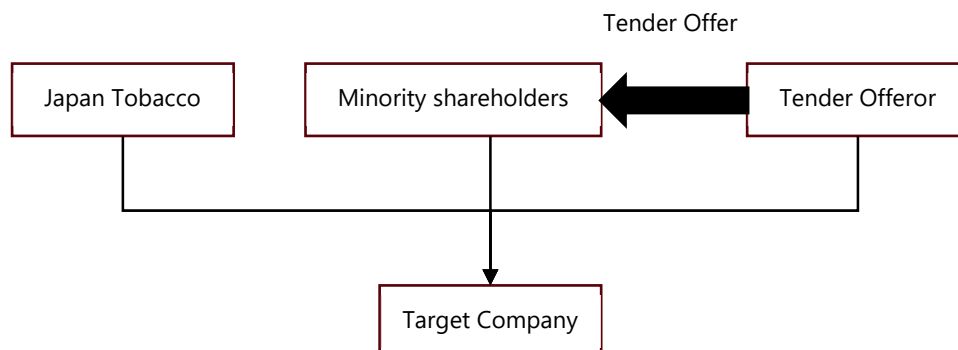 Tender Offer
Japan Tobacco
Minority shareholders
Tender Offeror
Target Company